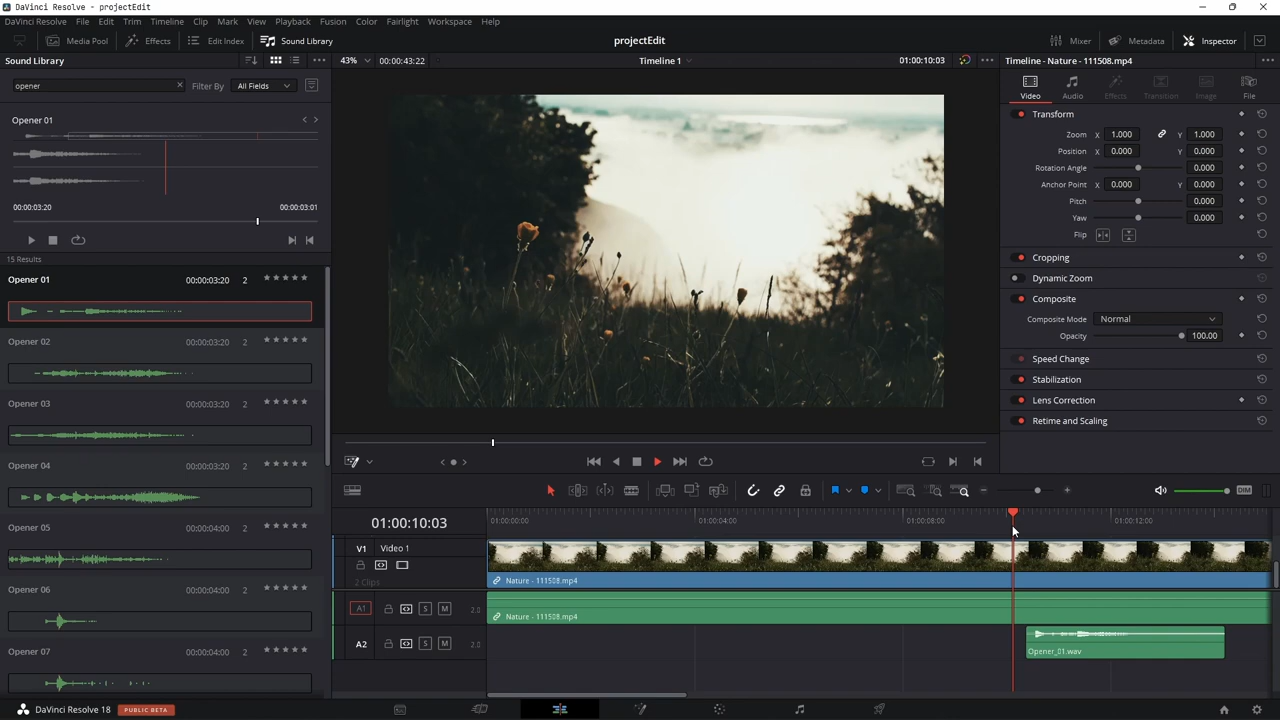 DaVinci Resolve - projectEdit
DaVinci Resolve File Edit Trim Timeline Clip Mark View Playback Fusion Color Fairlight Workspace Help
Media Pool Effects Edit Index Sound Library projectEdit Mixer Metadata Inspector
Sound Library 43% 00:00:43:22 Timeline 1 01:00:10:03 Timeline - Nature - 111508.mp4
opener Filter By All Fields
Video Audio Effects Transition Image File
Opener 01
Transform
Zoom X 1.000 Y 1.000
Position X 0.000 Y 0.000
Rotation Angle 0.000
Anchor Point X 0.000 Y 0.000
Pitch 0.000
Yaw 0.000
Flip
00:00:03:20 00:00:03:01
15 Results
Cropping
Dynamic Zoom
Composite
Composite Mode Normal
Opacity 100.00
Speed Change
Stabilization
Lens Correction
Retime and Scaling
Opener 01 00:00:03:20 2
Opener 02 00:00:03:20 2
Opener 03 00:00:03:20 2
Opener 04 00:00:03:20 2
Opener 05 00:00:04:00 2
Opener 06 00:00:04:00 2
Opener 07 00:00:04:00 2
DIM
01:00:10:03 01:00:00:00 01:00:04:00 01:00:08:00 01:00:12:00
V1 Video 1
2 Clips
Nature - 111508.mp4
A1 S M 2.0
Nature - 111508.mp4
A2 S M 2.0
Opener_01.wav
DaVinci Resolve 18 PUBLIC BETA